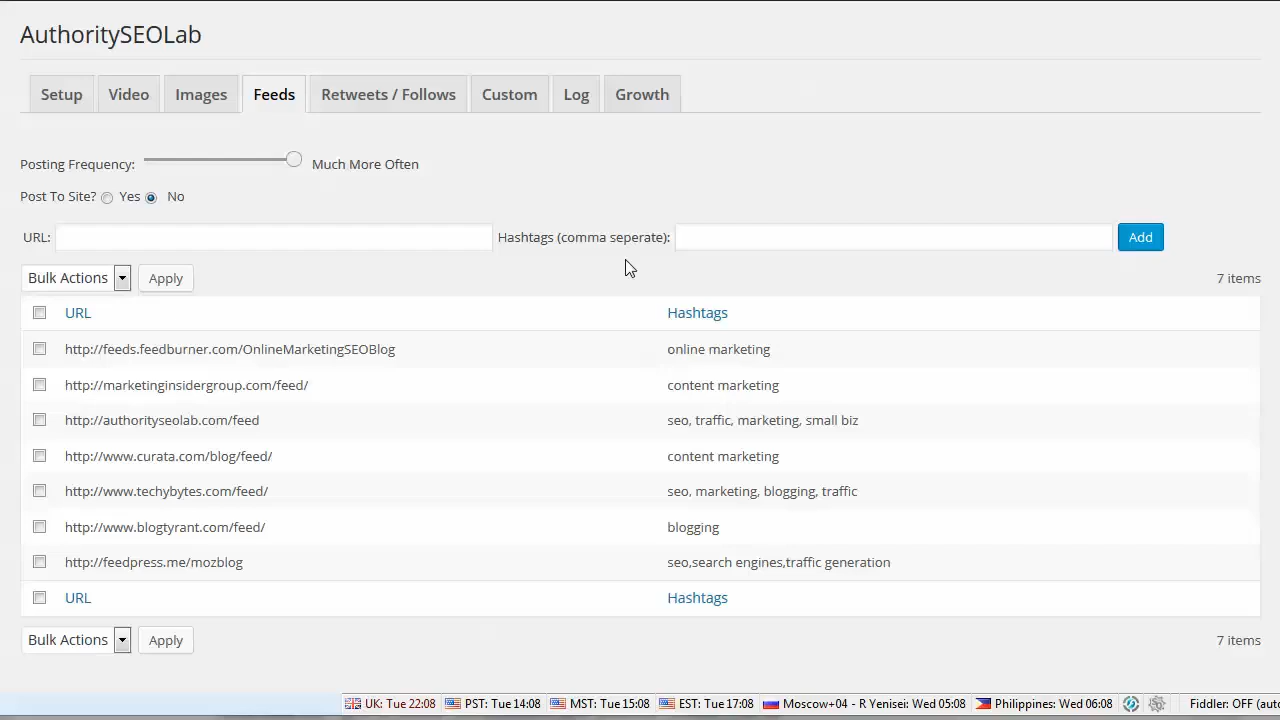 AuthoritySEOLab
Setup Video Images Feeds Retweets / Follows Custom Log Growth
Posting Frequency: Much More Often
Post To Site? Yes No
URL: Hashtags (comma seperate): Add
Bulk Actions Apply 7 items
URL Hashtags
http://feeds.feedburner.com/OnlineMarketingSEOBlog online marketing
http://marketinginsidergroup.com/feed/ content marketing
http://authorityseolab.com/feed seo, traffic, marketing, small biz
http://www.curata.com/blog/feed/ content marketing
http://www.techybytes.com/feed/ seo, marketing, blogging, traffic
http://www.blogtyrant.com/feed/ blogging
http://feedpress.me/mozblog seo,search engines,traffic generation
URL Hashtags
Bulk Actions Apply 7 items
UK: Tue 22:08 PST: Tue 14:08 MST: Tue 15:08 EST: Tue 17:08 Moscow+04 - R Yenisei: Wed 05:08 Philippines: Wed 06:08 Fiddler: OFF (aut